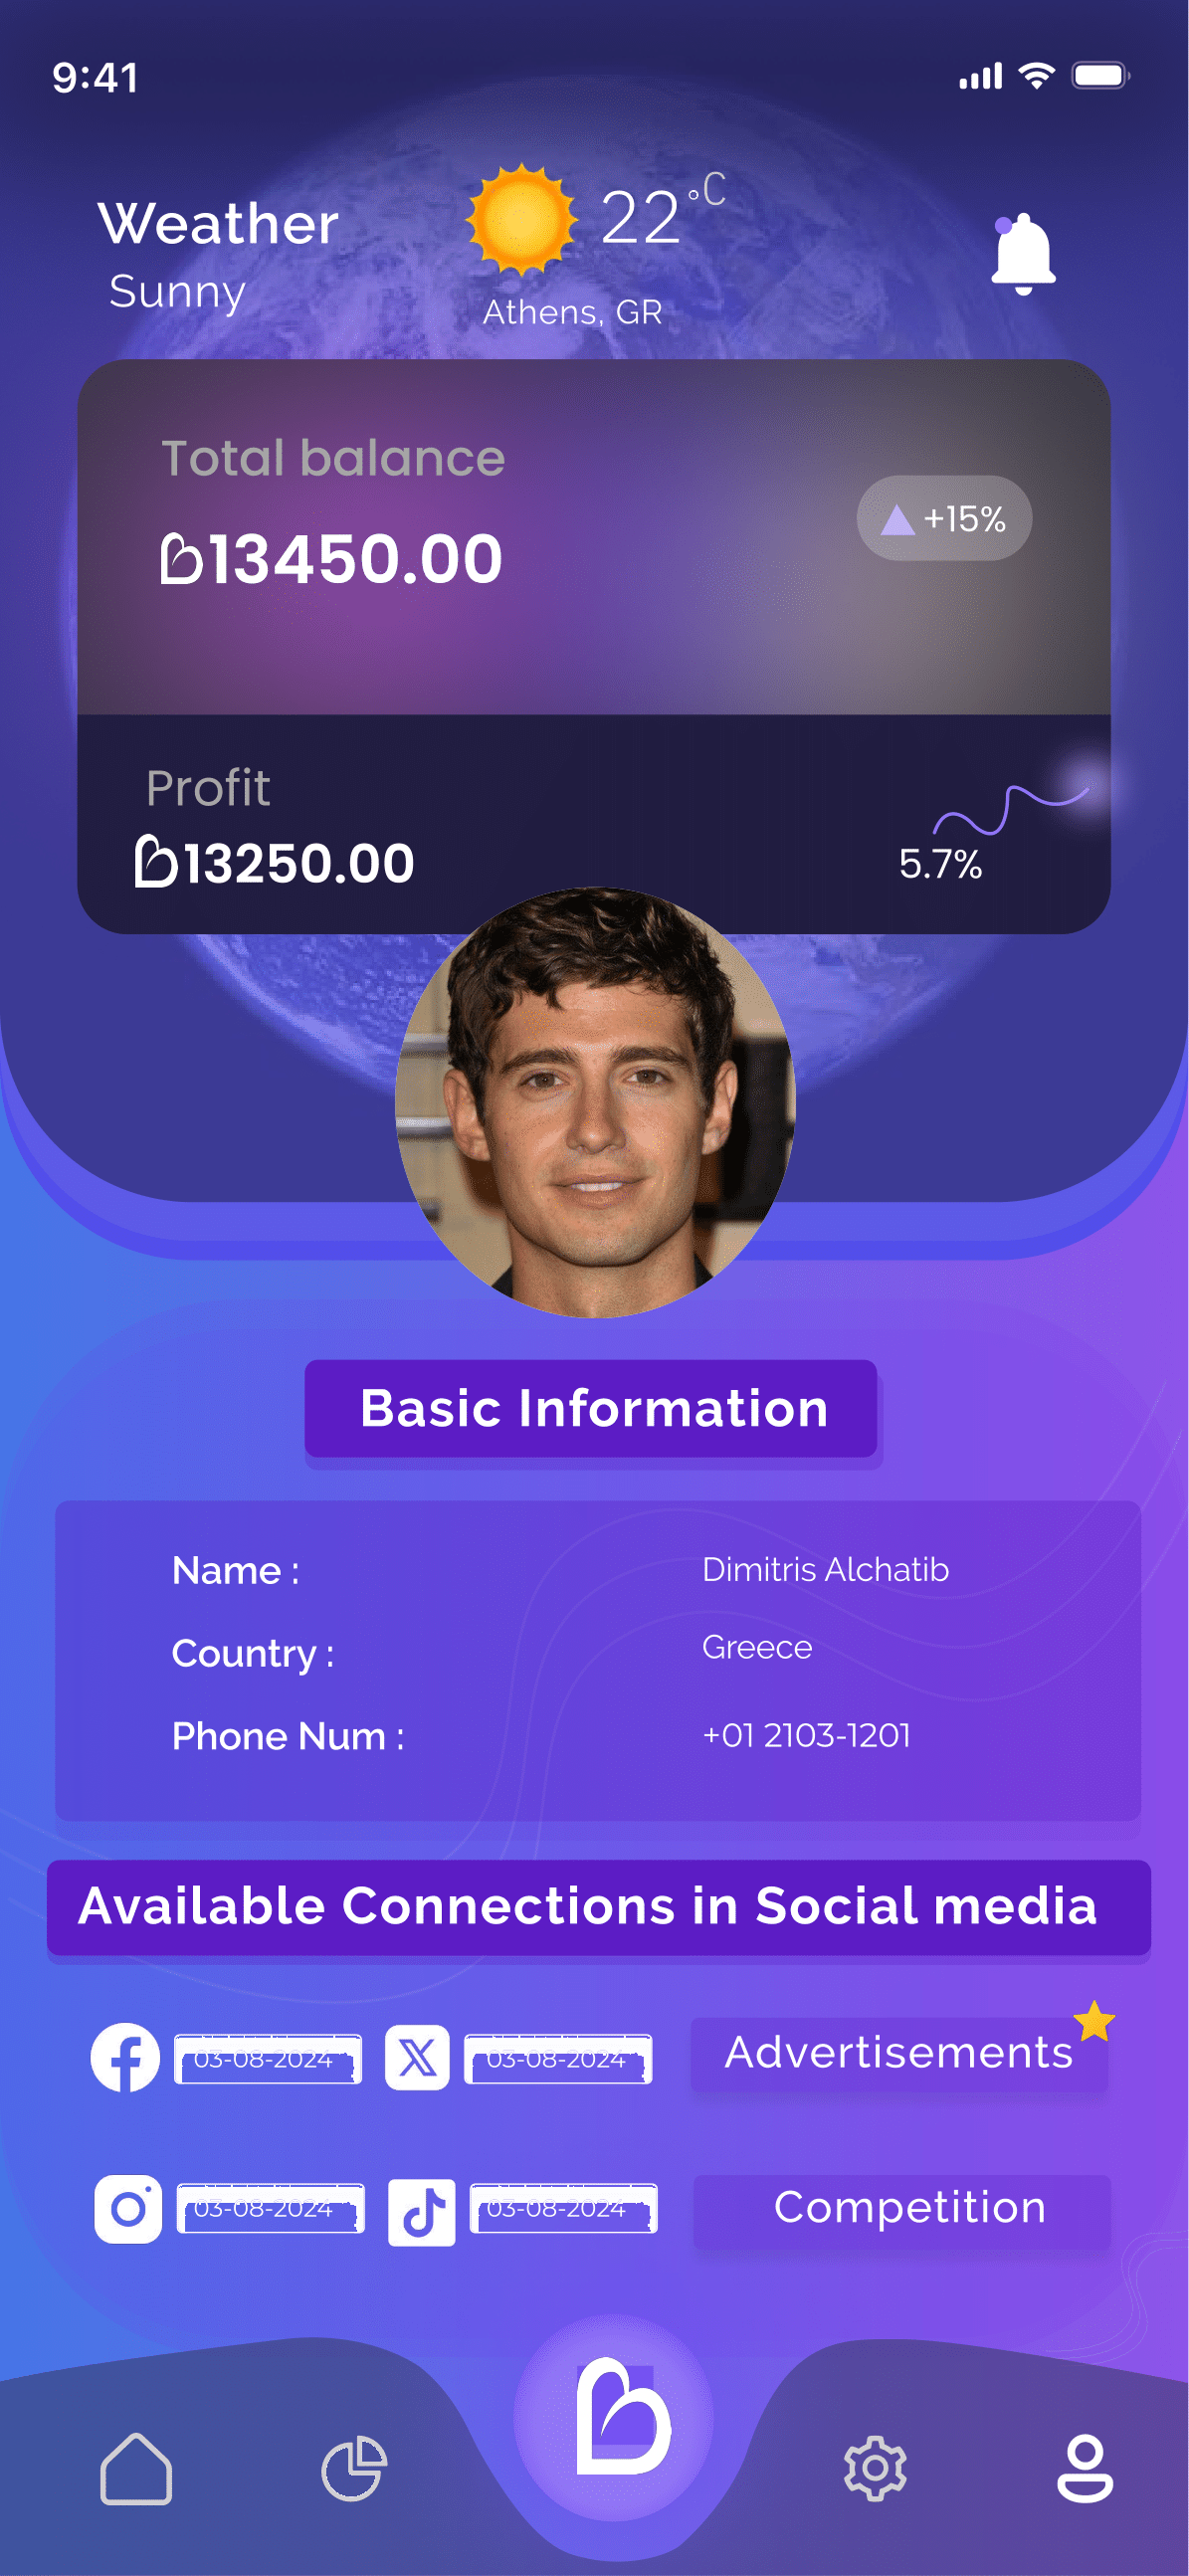 9:41
Weather
Sunny
22°C
Athens, GR
Total balance
13450.00
+15%
Profit
13250.00
5.7%
Basic Information
Name : Dimitris Alchatib
Country : Greece
Phone Num : +01 2103-1201
Available Connections in Social media
03-08-2024 03-08-2024 Advertisements
03-08-2024 03-08-2024 Competition